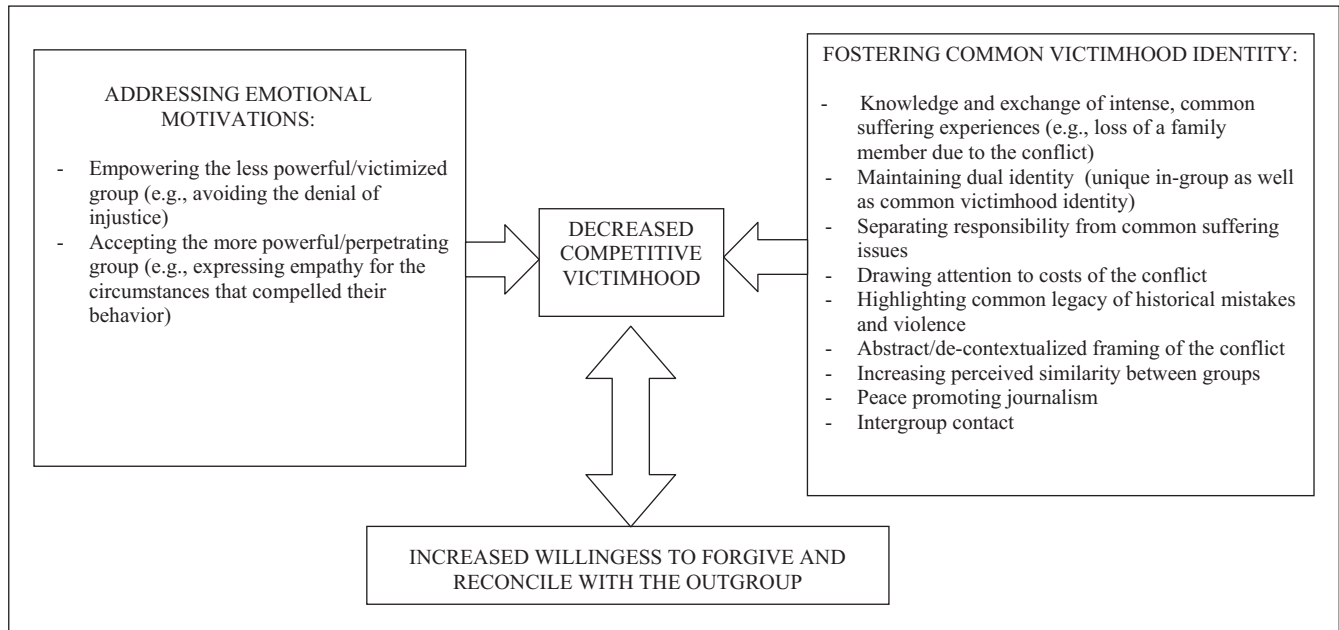 ADDRESSING EMOTIONAL
MOTIVATIONS:
- Empowering the less powerful/victimized
group (e.g., avoiding the denial of
injustice)
- Accepting the more powerful/perpetrating
group (e.g., expressing empathy for the
circumstances that compelled their
behavior)
DECREASED
COMPETITIVE
VICTIMHOOD
FOSTERING COMMON VICTIMHOOD IDENTITY:
- Knowledge and exchange of intense, common
suffering experiences (e.g., loss of a family
member due to the conflict)
- Maintaining dual identity (unique in-group as well
as common victimhood identity)
- Separating responsibility from common suffering
issues
- Drawing attention to costs of the conflict
- Highlighting common legacy of historical mistakes
and violence
- Abstract/de-contextualized framing of the conflict
- Increasing perceived similarity between groups
- Peace promoting journalism
- Intergroup contact
INCREASED WILLINGESS TO FORGIVE AND
RECONCILE WITH THE OUTGROUP